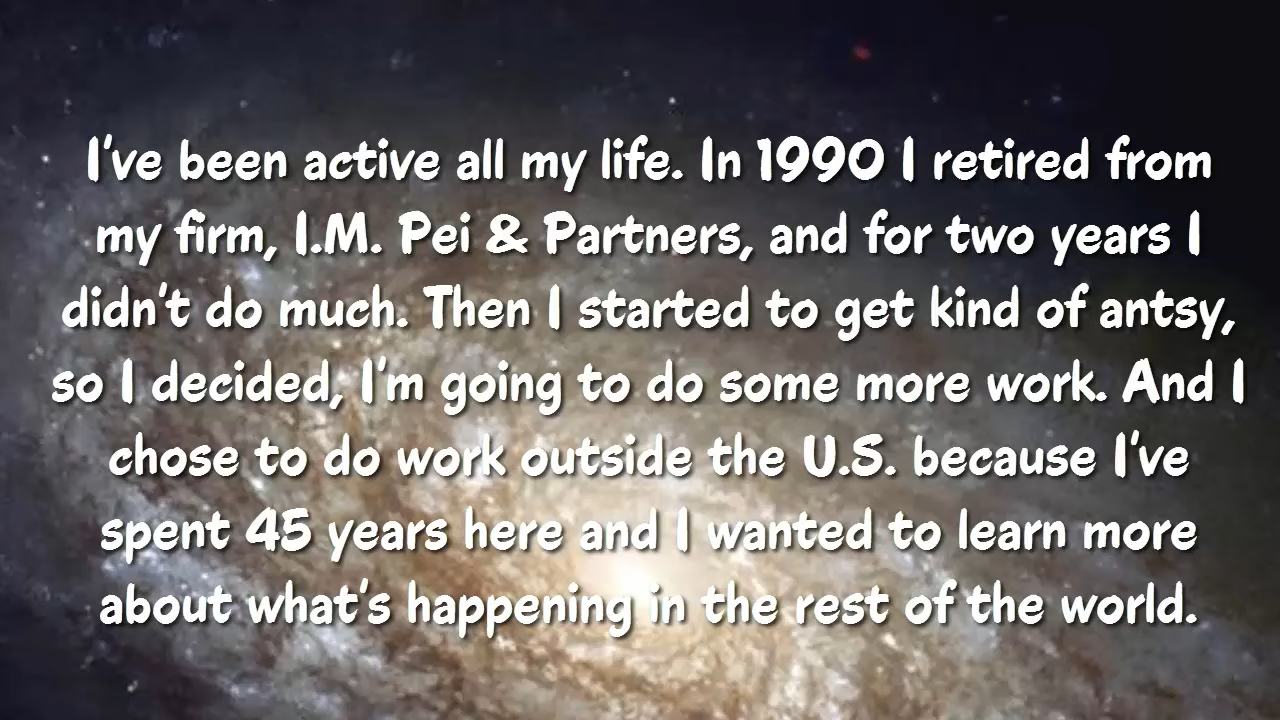 I've been active all my life. In 1990 I retired from
my firm, I.M. Pei & Partners, and for two years I
didn't do much. Then I started to get kind of antsy,
so I decided, I'm going to do some more work. And I
chose to do work outside the U.S. because I've
spent 45 years here and I wanted to learn more
about what's happening in the rest of the world.